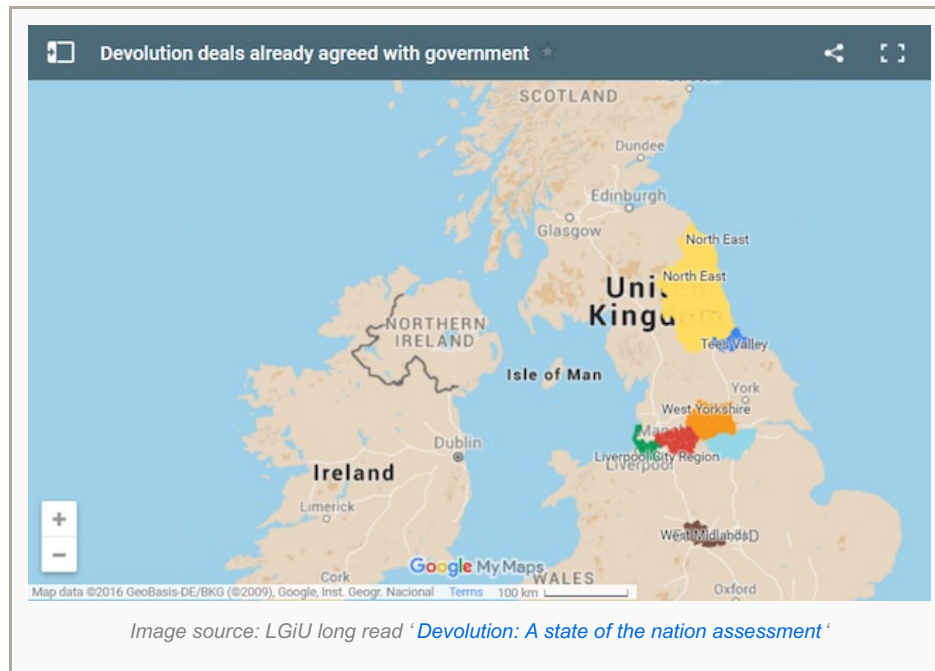 Devolution deals already agreed with government
SCOTLAND
Dundee
Edinburgh
Glasgow
North East
North East
Kingd
NORTHERN
IRELAND
Tees Valley
Isle of Man
York
West Yorkshire
Dublin
Liverpool City Region
Ireland
Limerick
West Midlands
Google My Maps
Cork
WALES
Oxford
Map data ©2016 GeoBasis-DE/BKG (©2009), Google, Inst. Geogr. Nacional Terms 100 km
Image source: LGiU long read ‘ Devolution: A state of the nation assessment ‘